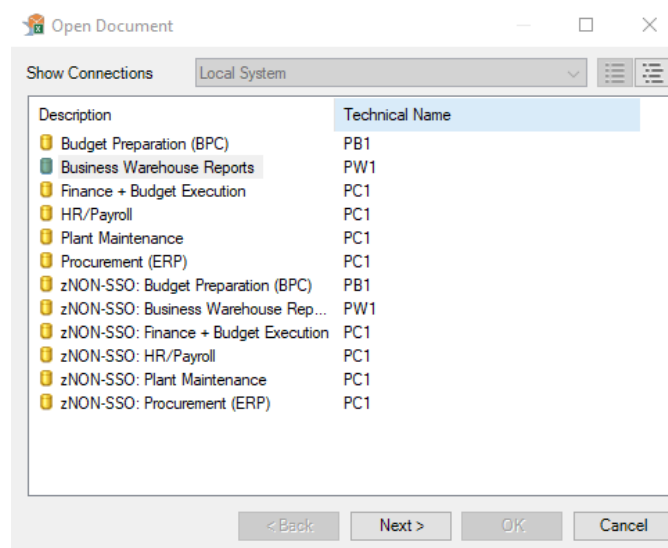 Open Document
Show Connections Local System
Description Technical Name
Budget Preparation (BPC) PB1
Business Warehouse Reports PW1
Finance + Budget Execution PC1
HR/Payroll PC1
Plant Maintenance PC1
Procurement (ERP) PC1
zNON-SSO: Budget Preparation (BPC) PB1
zNON-SSO: Business Warehouse Rep... PW1
zNON-SSO: Finance + Budget Execution PC1
zNON-SSO: HR/Payroll PC1
zNON-SSO: Plant Maintenance PC1
zNON-SSO: Procurement (ERP) PC1
< Back Next > OK Cancel